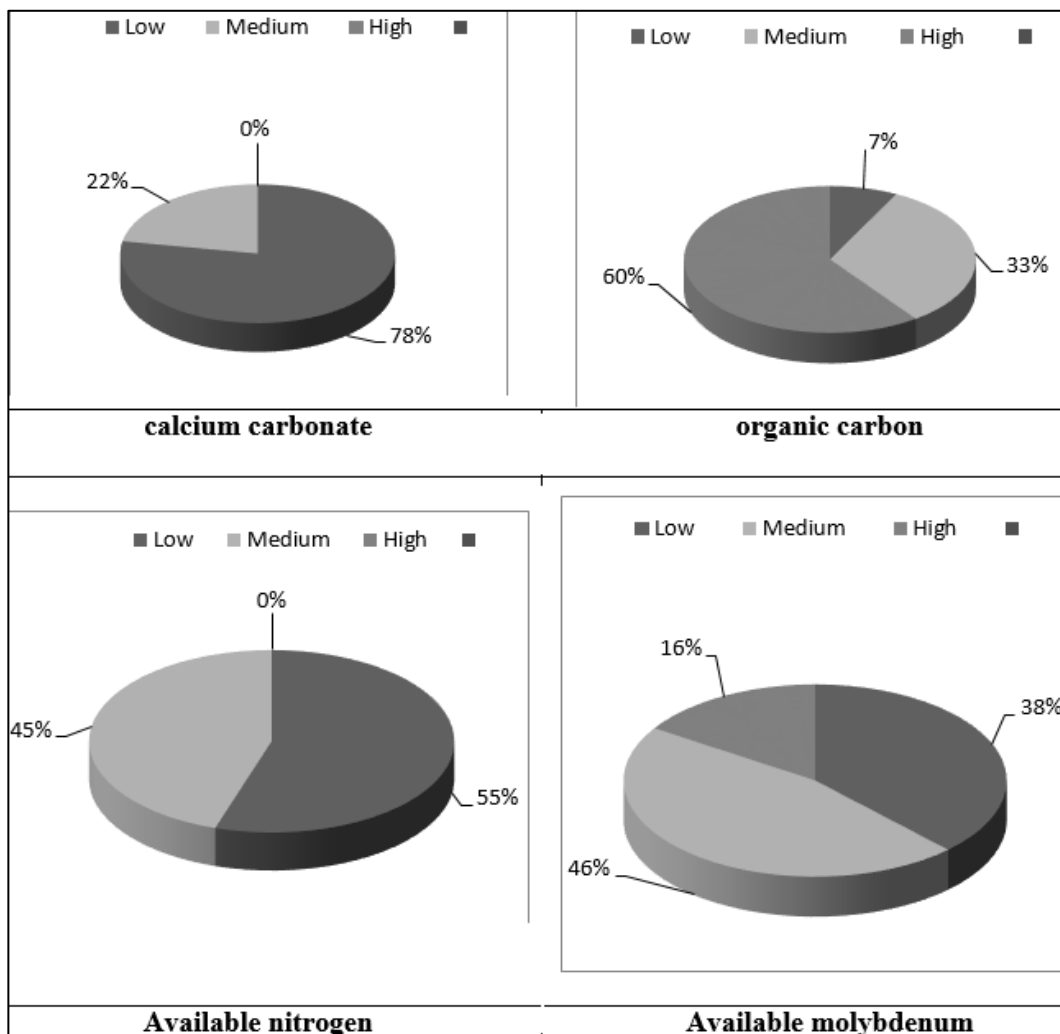 Low Medium High
0%
22%
78%
calcium carbonate
Low Medium High
7%
33%
60%
organic carbon
Low Medium High
0%
45%
55%
Available nitrogen
Low Medium High
16%
38%
46%
Available molybdenum